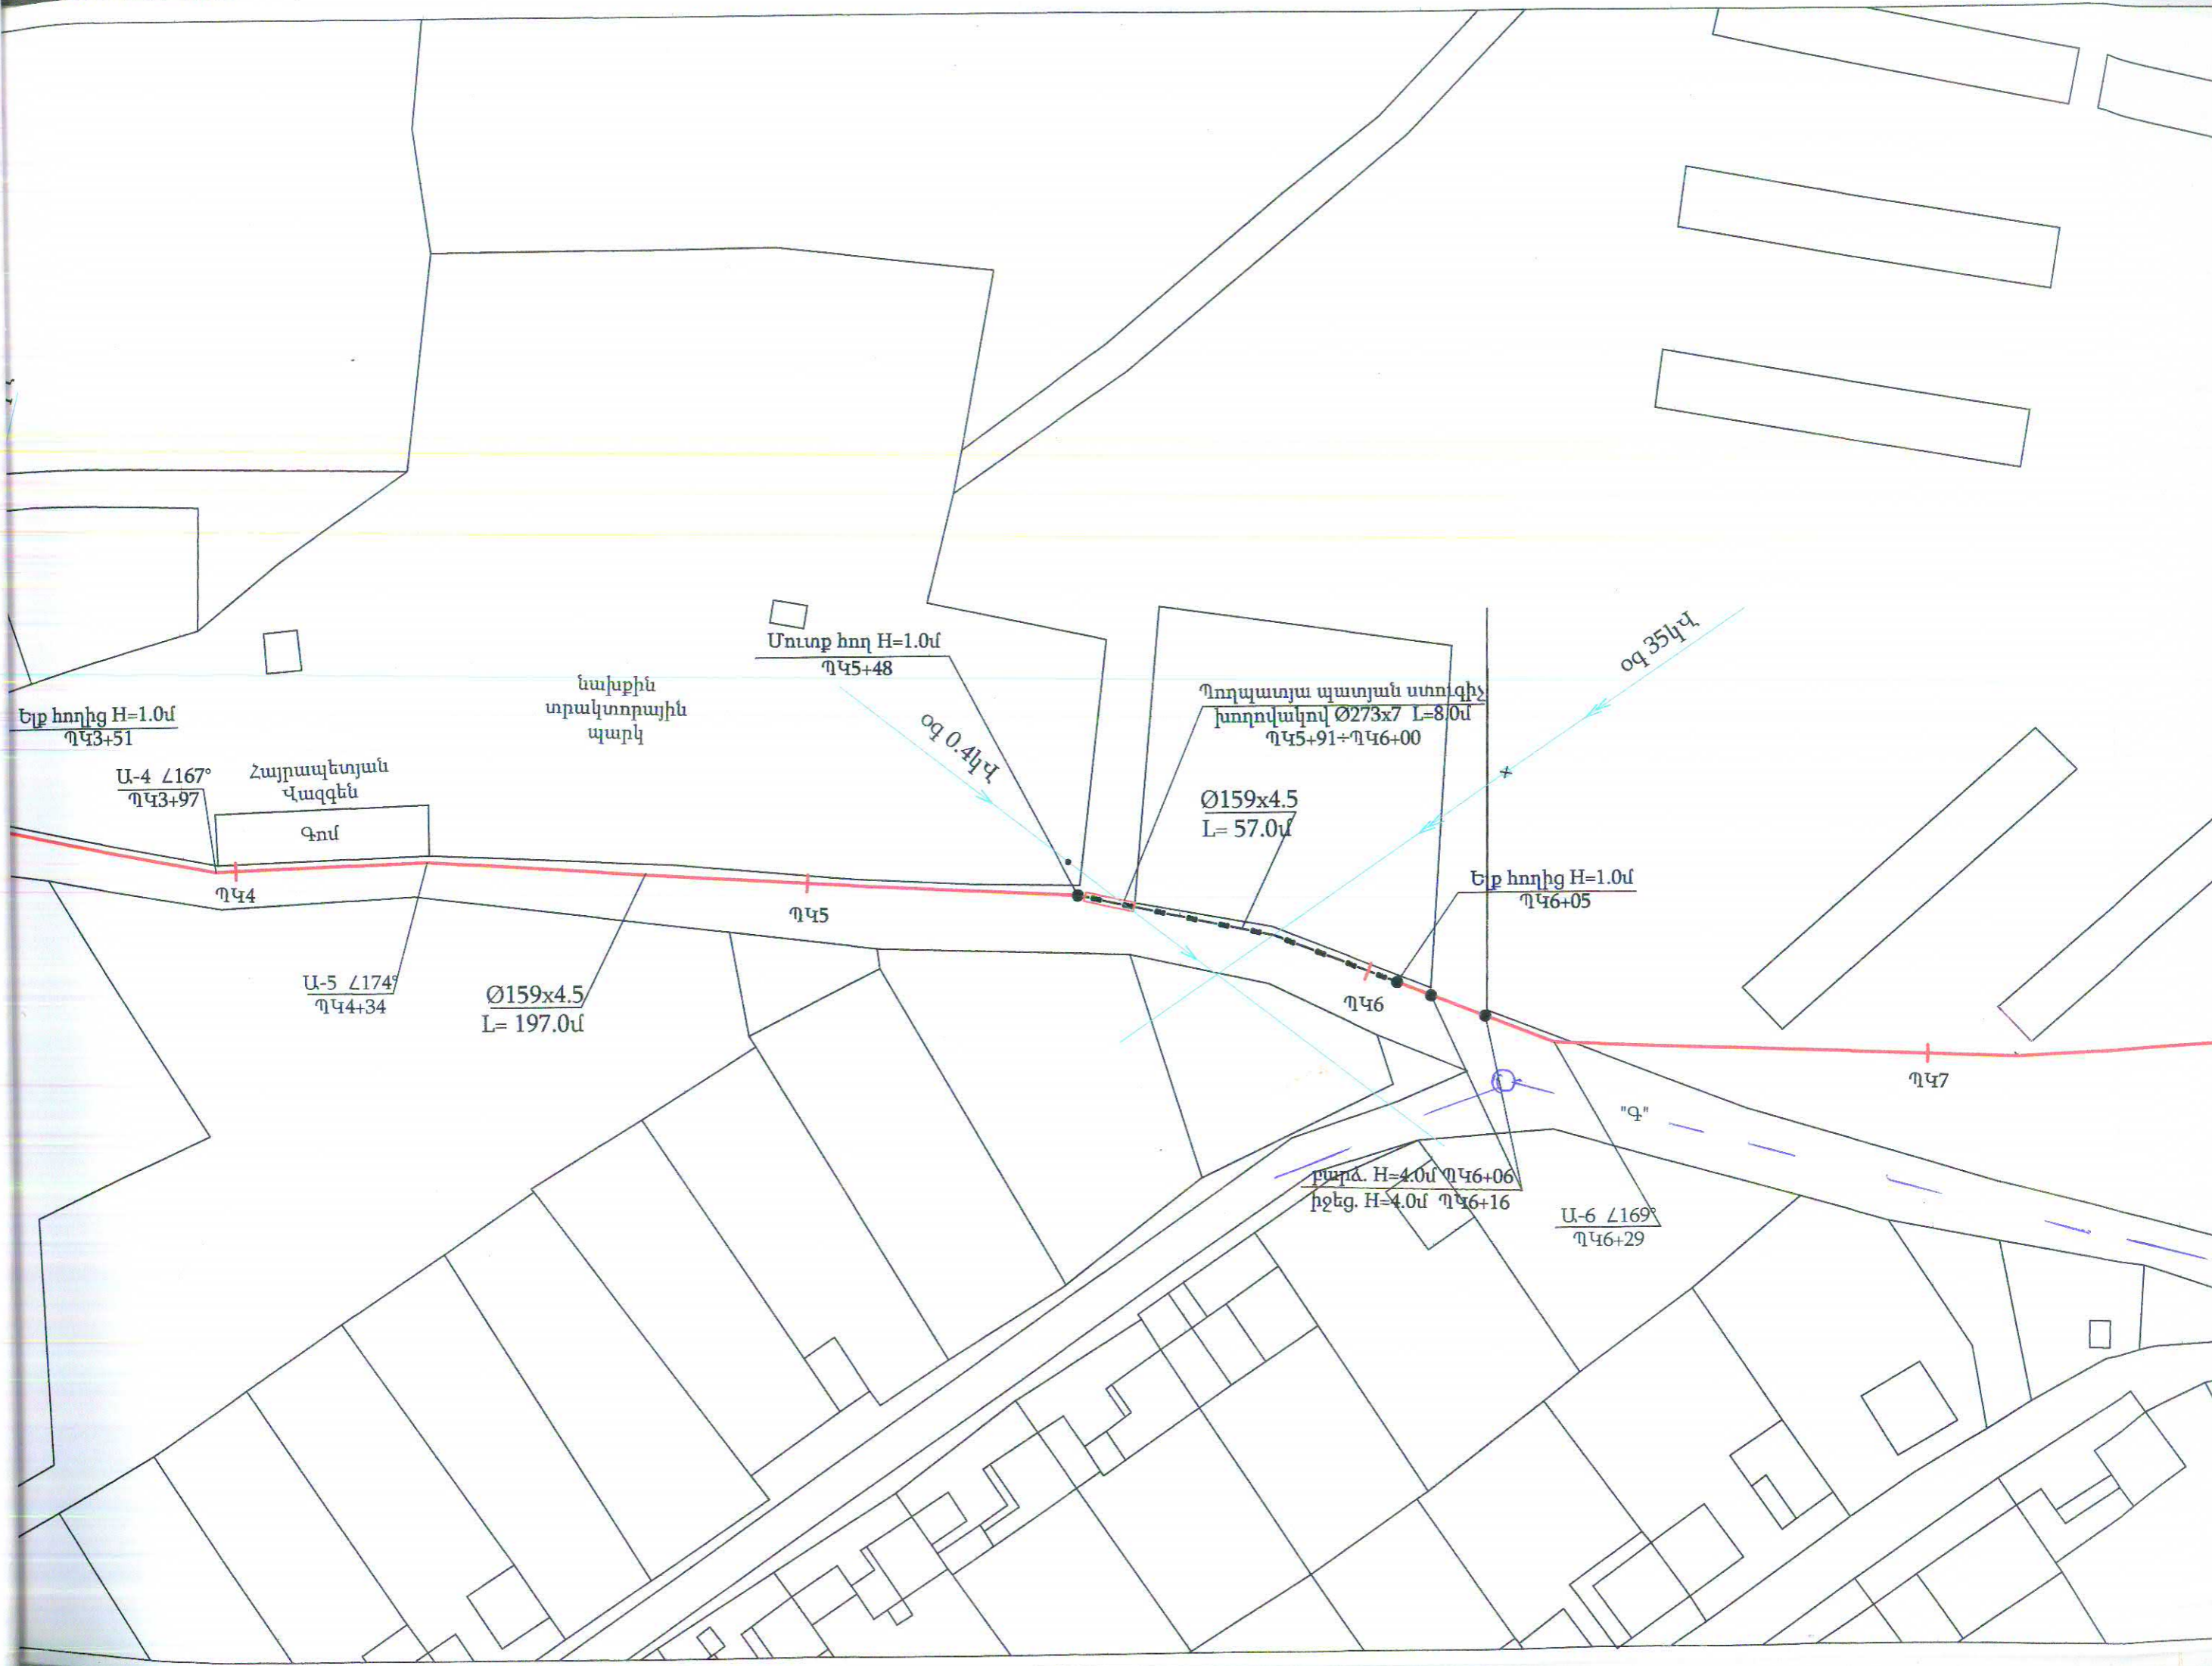 օգ 35կՎ
Մուտք հող H=1.0մ
ՊԿ5+48
նախքին
տրակտորային
պարկ
Պողպատյա պատյան ստուգիչ
խողովակով Ø273x7 L=8.0մ
ՊԿ5+91÷ՊԿ6+00
Ելք հողից H=1.0մ
ՊԿ3+51
օգ 0.4կՎ
Ա-4 ∠167°
ՊԿ3+97
Հայրապետյան
Վազգեն
Գոմ
Ø159x4.5
L= 57.0մ
Ելք հողից H=1.0մ
ՊԿ6+05
ՊԿ4
ՊԿ5
Ա-5 ∠174°
ՊԿ4+34
Ø159x4.5
L= 197.0մ
ՊԿ6
ՊԿ7
"Գ"
բարձ. H=4.0մ ՊԿ6+06
իջեց. H=4.0մ ՊԿ6+16
Ա-6 ∠169°
ՊԿ6+29